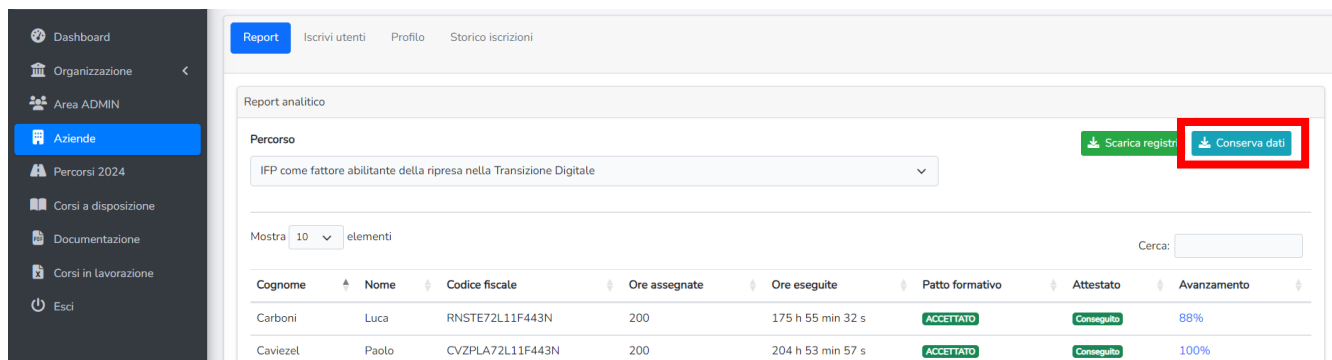 Dashboard
Organizzazione
Area ADMIN
Aziende
Percorsi 2024
Corsi a disposizione
Documentazione
Corsi in lavorazione
Esci
Report Iscrivi utenti Profilo Storico iscrizioni
Report analitico
Percorso
Scarica registri Conserva dati
IFP come fattore abilitante della ripresa nella Transizione Digitale
Mostra 10 elementi
Cerca:
Cognome Nome Codice fiscale Ore assegnate Ore eseguite Patto formativo Attestato Avanzamento
Carboni Luca RNSTE72L11F443N 200 175 h 55 min 32 s ACCETTATO Conseguito 88%
Caviezel Paolo CVZPLA72L11F443N 200 204 h 53 min 57 s ACCETTATO Conseguito 100%